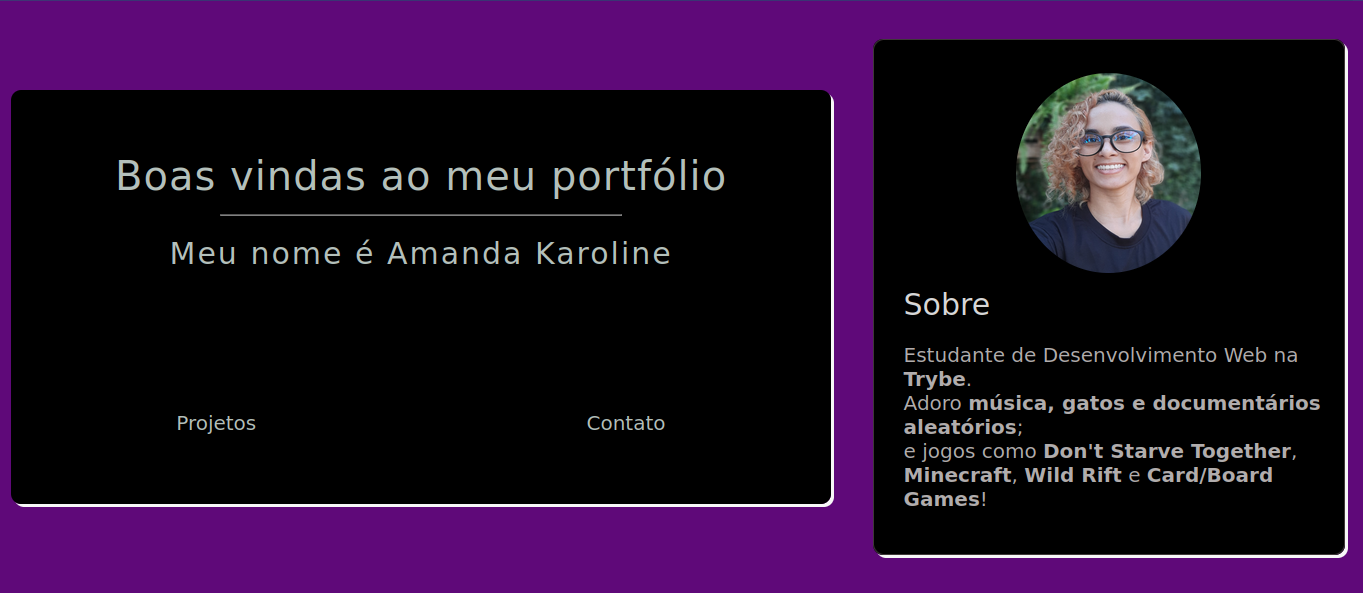 Boas vindas ao meu portfólio
Meu nome é Amanda Karoline
Projetos
Contato
Sobre
Estudante de Desenvolvimento Web na
Trybe.
Adoro música, gatos e documentários
aleatórios;
e jogos como Don't Starve Together,
Minecraft, Wild Rift e Card/Board
Games!